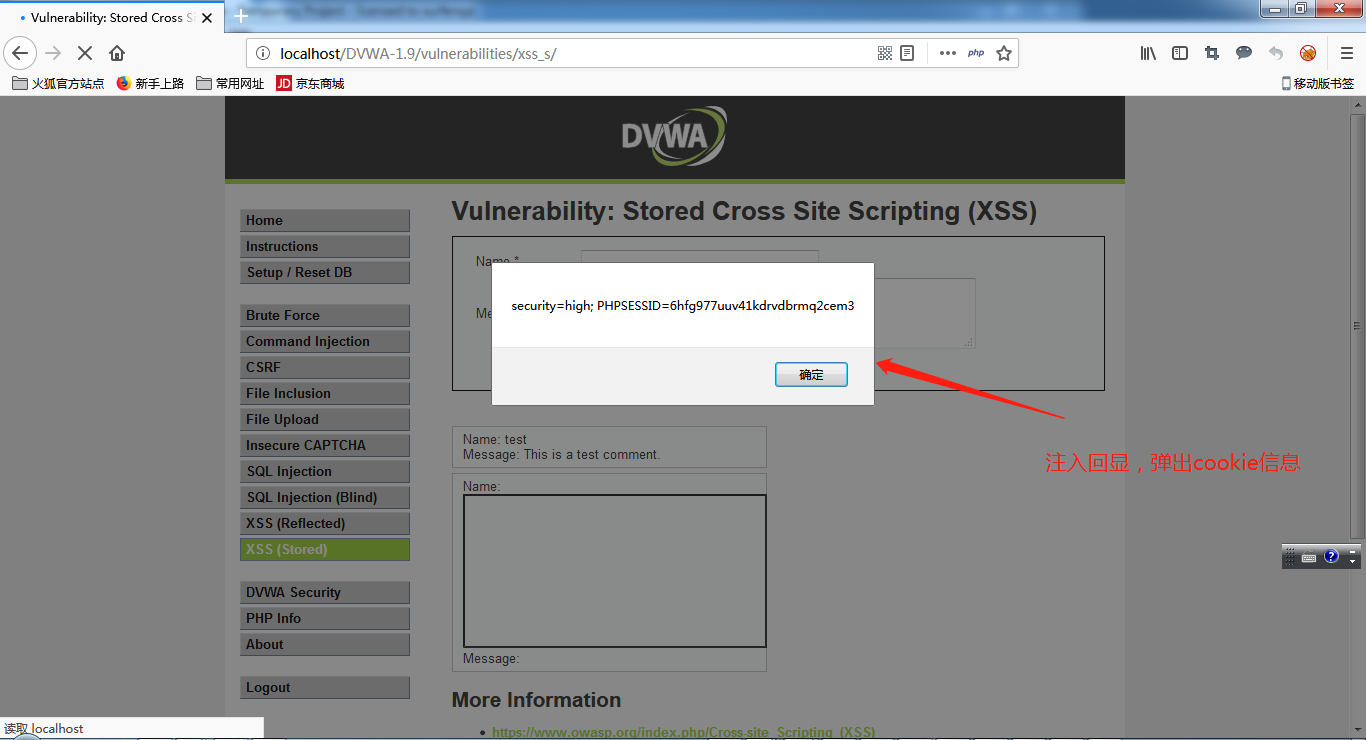 Vulnerability: Stored Cross Si
localhost/DVWA-1.9/vulnerabilities/xss_s/
php
火狐官方站点
新手上路
常用网址
JD
京东商城
移动版书签
DVWA
Home
Instructions
Setup / Reset DB
Brute Force
Command Injection
CSRF
File Inclusion
File Upload
Insecure CAPTCHA
SQL Injection
SQL Injection (Blind)
XSS (Reflected)
XSS (Stored)
DVWA Security
PHP Info
About
Logout
Vulnerability: Stored Cross Site Scripting (XSS)
Name *
Me
security=high; PHPSESSID=6hfg977uuv41kdrvdbrmq2cem3
确定
注入回显，弹出cookie信息
Name: test
Message: This is a test comment.
Name:
Message:
More Information
https://www.owasp.org/index.php/Cross-site_Scripting_(XSS)
读取 localhost